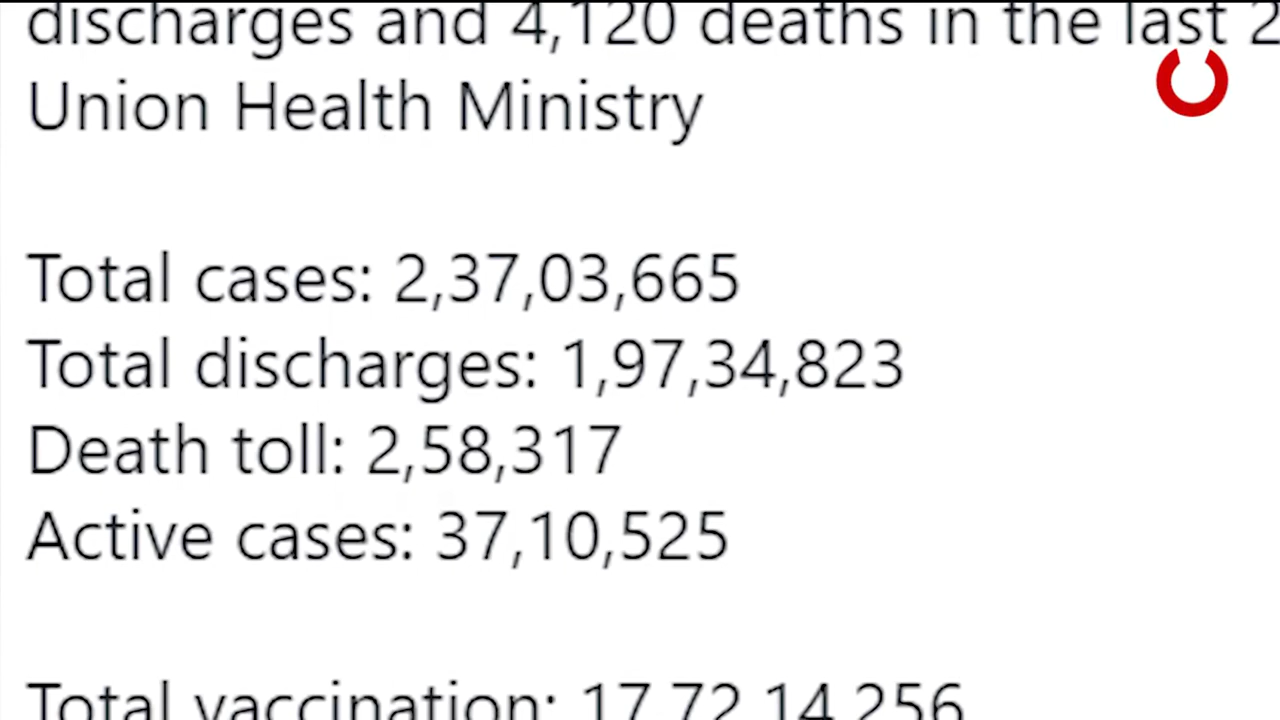 discharges and 4,120 deaths in the last 2
Union Health Ministry
Total cases: 2,37,03,665
Total discharges: 1,97,34,823
Death toll: 2,58,317
Active cases: 37,10,525
Total vaccination: 17,72,14,256